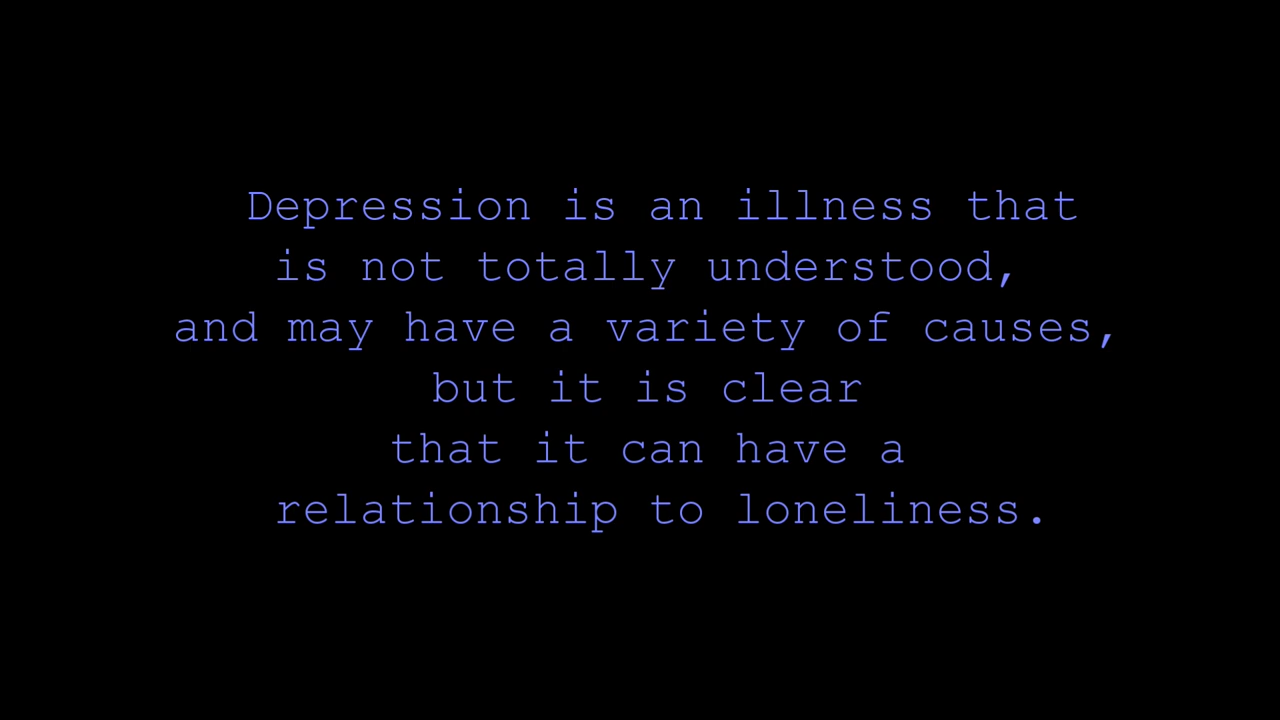 Depression is an illness that
is not totally understood,
and may have a variety of causes,
but it is clear
that it can have a
relationship to loneliness.